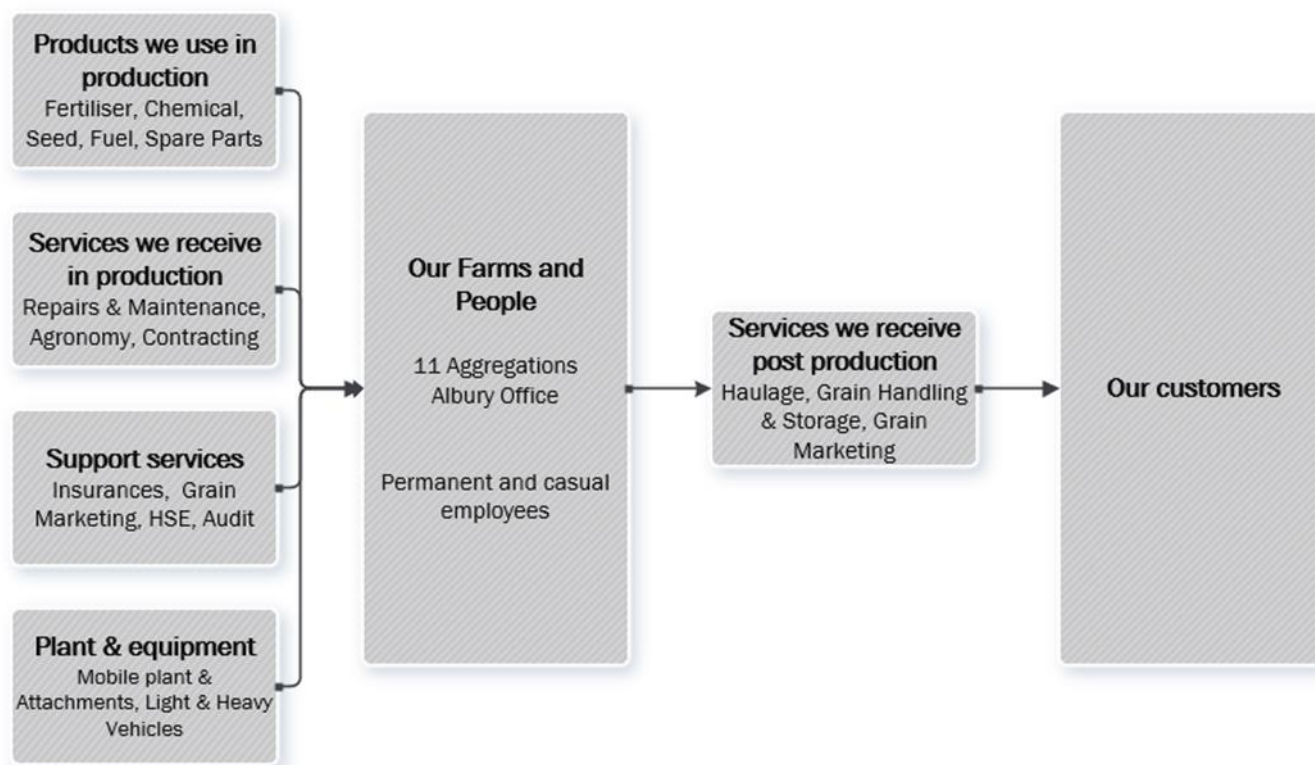 Products we use in
production
Fertiliser, Chemical,
Seed, Fuel, Spare Parts
Services we receive
in production
Repairs & Maintenance,
Agronomy, Contracting
Support services
Insurances, Grain
Marketing, HSE, Audit
Plant & equipment
Mobile plant &
Attachments, Light & Heavy
Vehicles
Our Farms and
People
11 Aggregations
Albury Office
Permanent and casual
employees
Services we receive
post production
Haulage, Grain Handling
& Storage, Grain
Marketing
Our customers